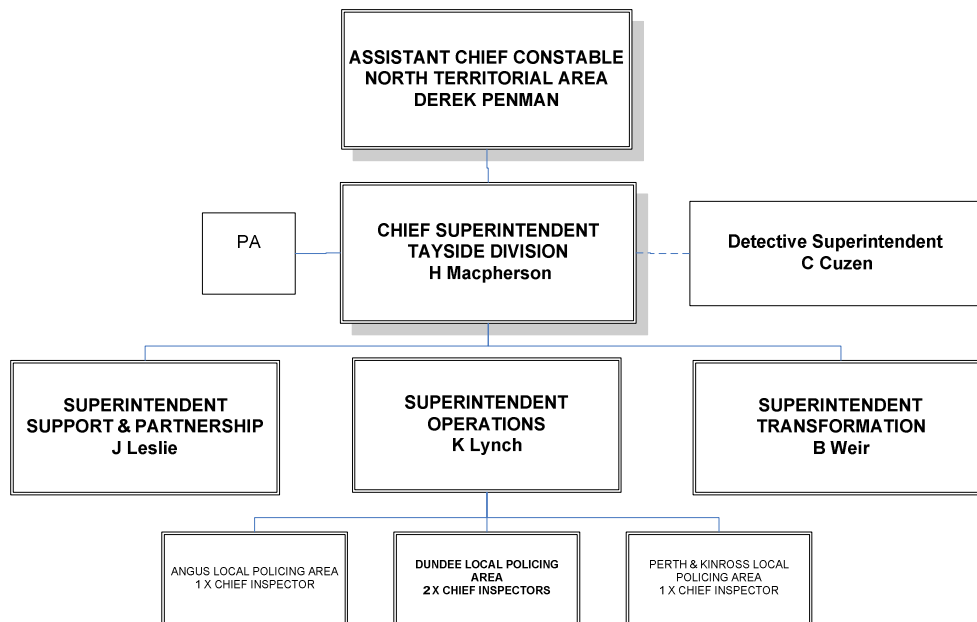 ASSISTANT CHIEF CONSTABLE
NORTH TERRITORIAL AREA
DEREK PENMAN
PA
CHIEF SUPERINTENDENT
TAYSIDE DIVISION
H Macpherson
Detective Superintendent
C Cuzen
SUPERINTENDENT
SUPPORT & PARTNERSHIP
J Leslie
SUPERINTENDENT
OPERATIONS
K Lynch
SUPERINTENDENT
TRANSFORMATION
B Weir
ANGUS LOCAL POLICING AREA
1 X CHIEF INSPECTOR
DUNDEE LOCAL POLICING
AREA
2 X CHIEF INSPECTORS
PERTH & KINROSS LOCAL
POLICING AREA
1 X CHIEF INSPECTOR